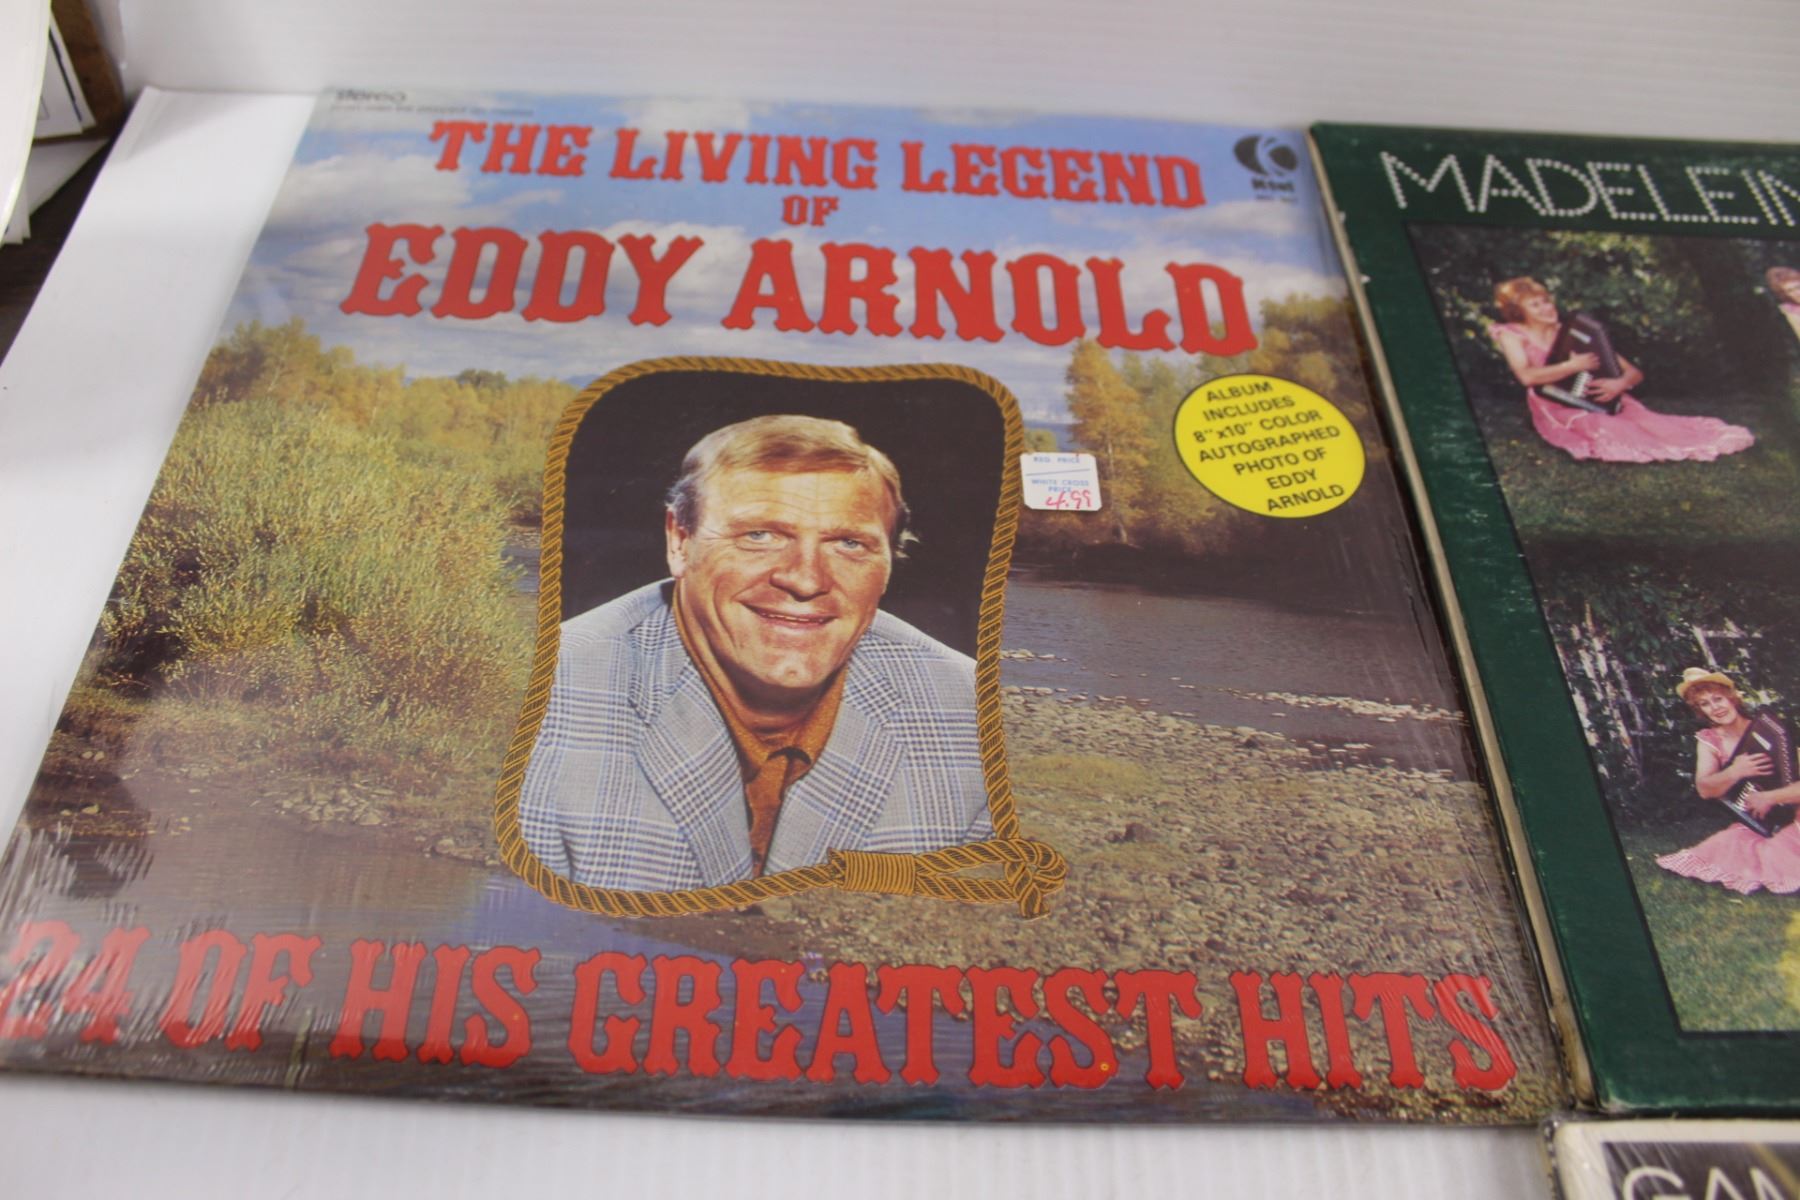 stereo
THE LIVING LEGEND
OF
EDDY ARNOLD
K
ALBUM
INCLUDES
8"x10" COLOR
AUTOGRAPHED
PHOTO OF
EDDY
ARNOLD
REG. PRICE
WHITE CROSS
PRICE
4.99
24 OF HIS GREATEST HITS
MADELEIN
GAM